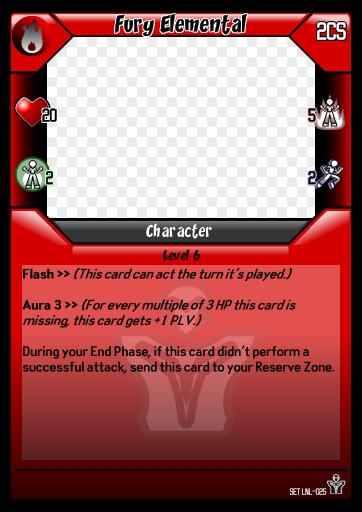 Fury Elemental
2CS
20
5
2
2
Character
Level 6
Flash >> (This card can act the turn it's played.)
Aura 3 >> (For every multiple of 3 HP this card is
missing, this card gets +1 PLV.)
During your End Phase, if this card didn't perform a
successful attack, send this card to your Reserve Zone.
SET LNL-025